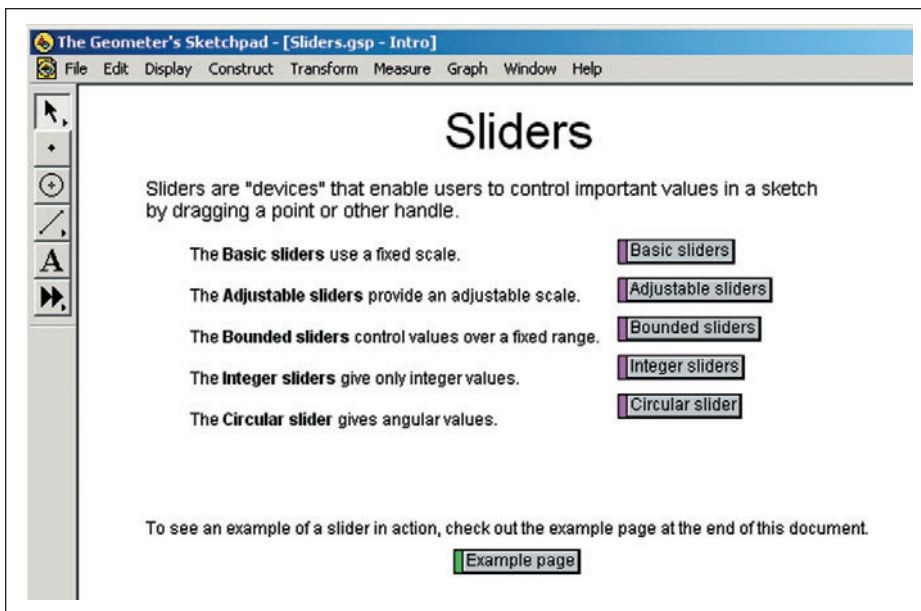 The Geometer's Sketchpad - [Sliders.gsp - Intro]
File Edit Display Construct Transform Measure Graph Window Help
Sliders
Sliders are "devices" that enable users to control important values in a sketch
by dragging a point or other handle.
The Basic sliders use a fixed scale.
Basic sliders
The Adjustable sliders provide an adjustable scale.
Adjustable sliders
The Bounded sliders control values over a fixed range.
Bounded sliders
The Integer sliders give only integer values.
Integer sliders
The Circular slider gives angular values.
Circular slider
A
To see an example of a slider in action, check out the example page at the end of this document.
Example page